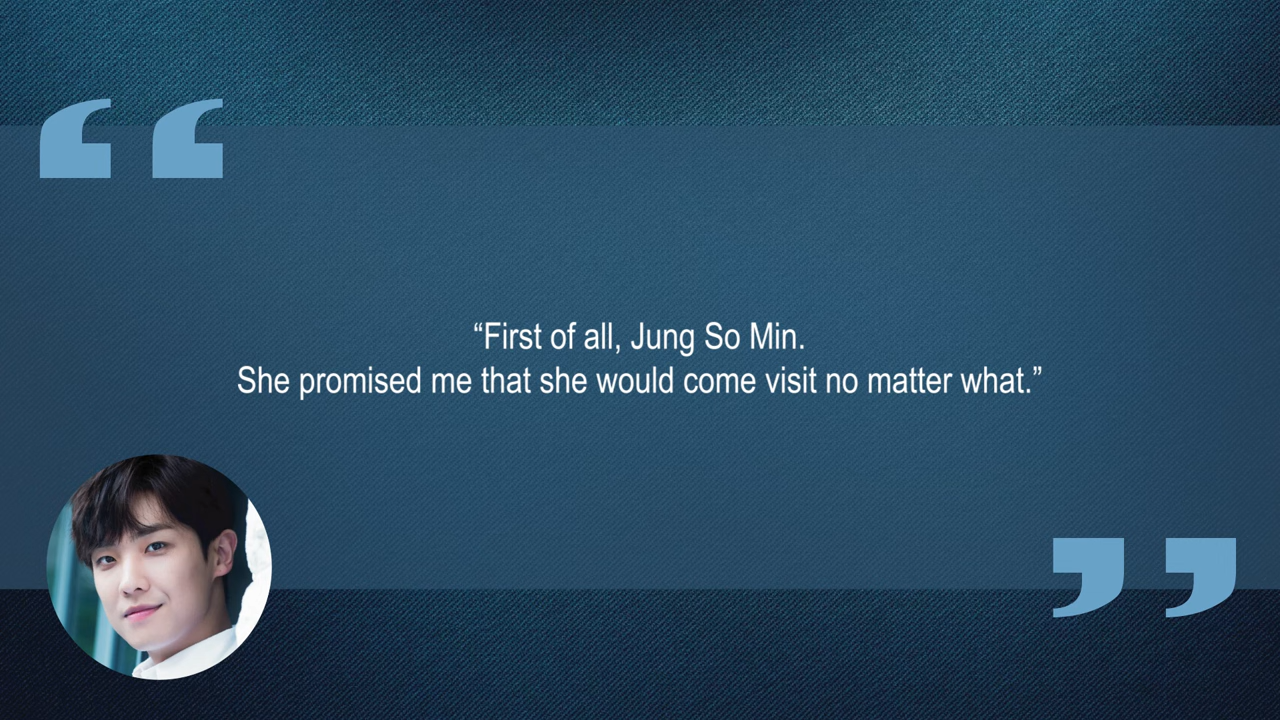 “First of all, Jung So Min.
She promised me that she would come visit no matter what.”